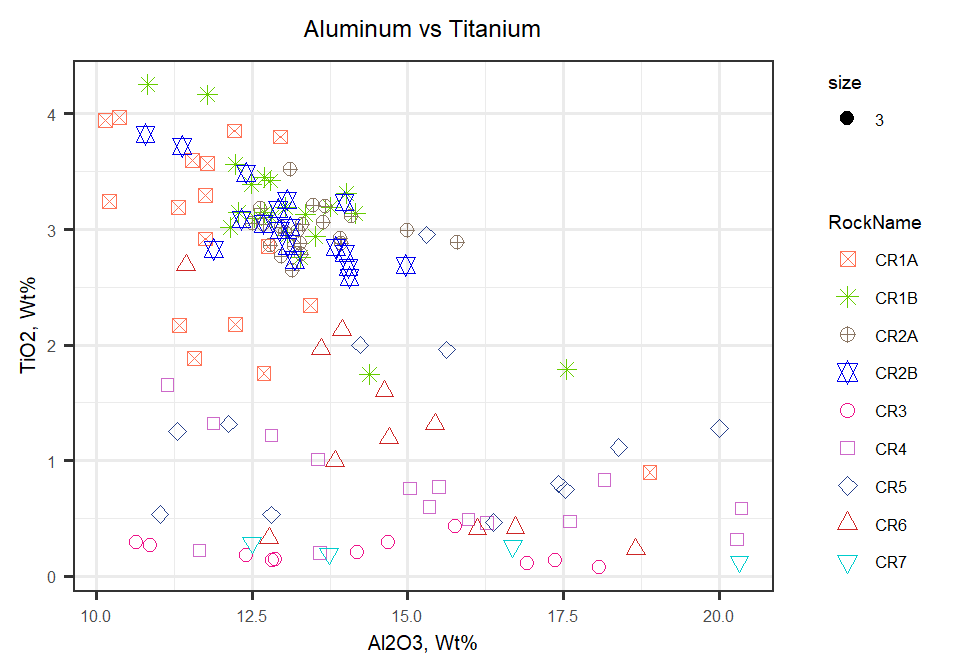 Aluminum vs Titanium
TiO2, Wt%
4
3
2
1
0
10.0 12.5 15.0 17.5 20.0
Al2O3, Wt%
size
3
RockName
CR1A
CR1B
CR2A
CR2B
CR3
CR4
CR5
CR6
CR7